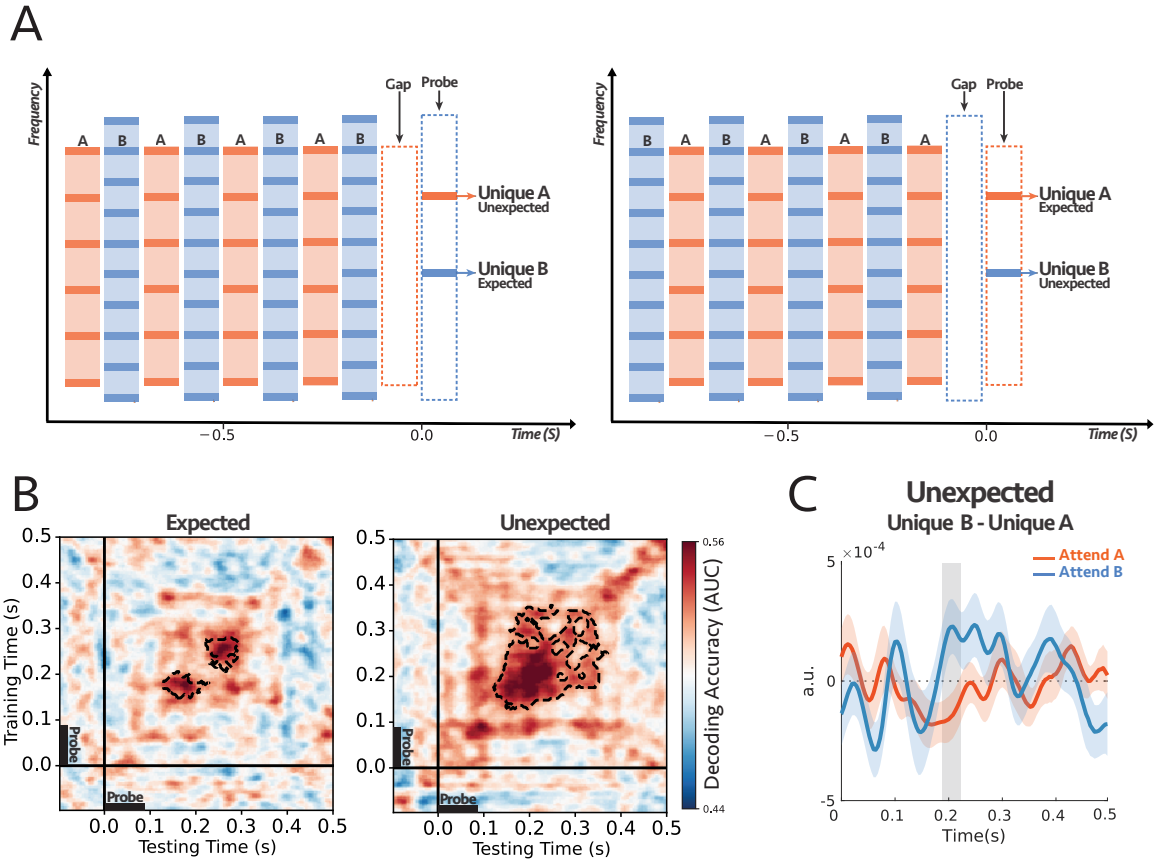 A
Frequency
Gap
Probe
A B A B A B A B
Unique A
Unexpected
Unique B
Expected
−0.5
0.0
Time(S)
Frequency
Gap
Probe
B A B A B A B A
Unique A
Expected
Unique B
Unexpected
−0.5
0.0
Time(S)
B
Expected
Training Time (s)
0.5
0.4
0.3
0.2
0.1
0.0
Probe
Probe
0.0 0.1 0.2 0.3 0.4 0.5
Testing Time (s)
Unexpected
0.5
0.4
0.3
0.2
0.1
0.0
Probe
Probe
0.0 0.1 0.2 0.3 0.4 0.5
Testing Time (s)
0.56
Decoding Accuracy (AUC)
0.44
C
Unexpected
Unique B - Unique A
5
×10⁻⁴
Attend A
Attend B
a.u.
0
-5
0 0.1 0.2 0.3 0.4 0.5
Time(s)